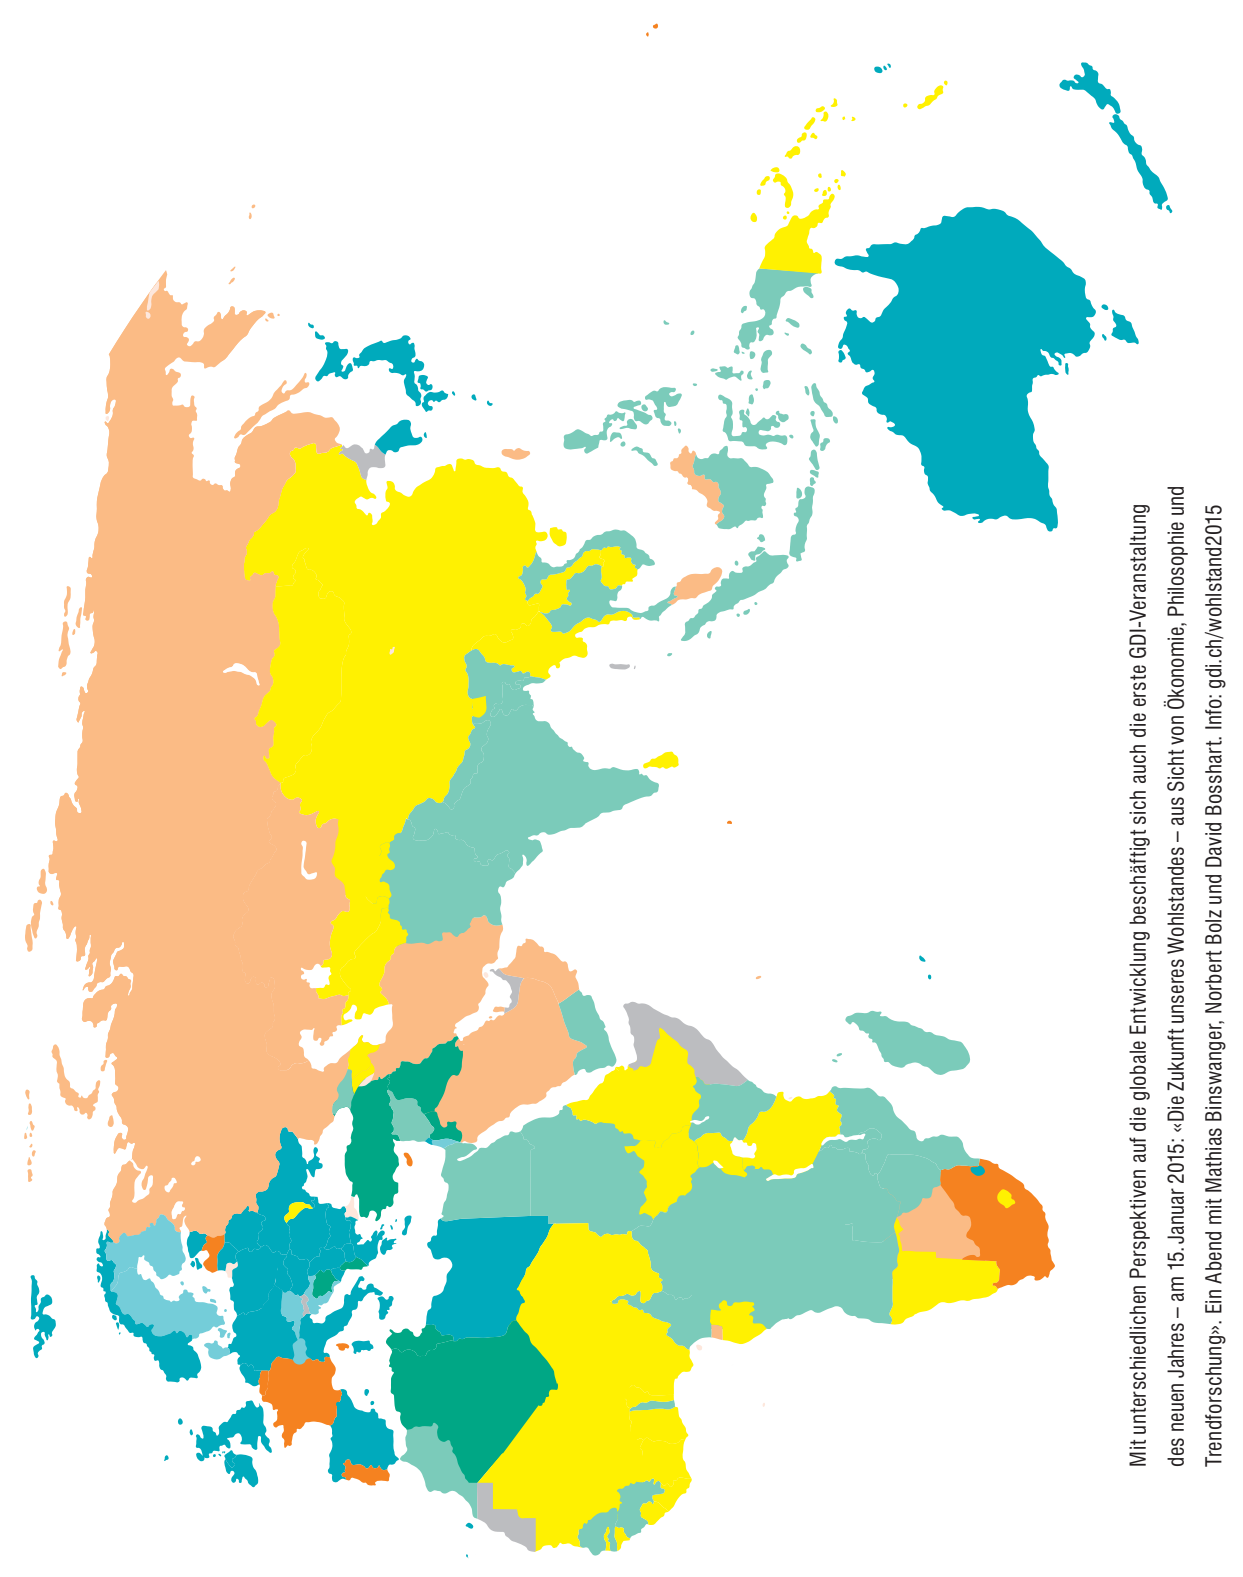 Mit unterschiedlichen Perspektiven auf die globale Entwicklung beschäftigt sich auch die erste GDI-Veranstaltung
des neuen Jahres – am 15. Januar 2015: «Die Zukunft unseres Wohlstandes – aus Sicht von Ökonomie, Philosophie und
Trendforschung». Ein Abend mit Mathias Binswanger, Norbert Bolz und David Bosshart. Info: gdi.ch/wohlstand2015